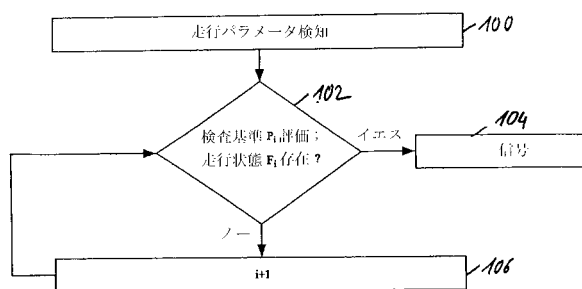 走行パラメータ検知
100
102
検査基準 Pi 評価；
走行状態 Fi 存在？
イエス
104
信号
ノー
i+1
106